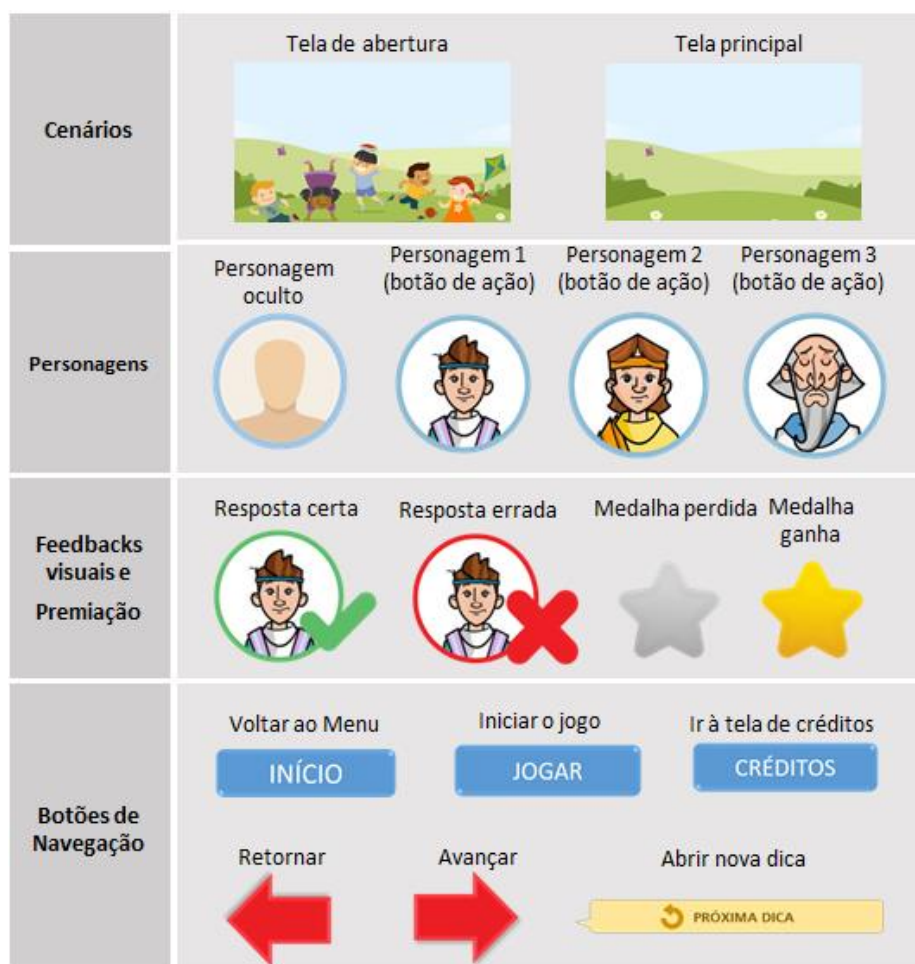 Cenários
Tela de abertura
Tela principal
Personagens
Personagem
oculto
Personagem 1
(botão de ação)
Personagem 2
(botão de ação)
Personagem 3
(botão de ação)
Feedbacks
visuais e
Premiação
Resposta certa
Resposta errada
Medalha perdida
Medalha
ganha
Botões de
Navegação
Voltar ao Menu
INÍCIO
Iniciar o jogo
JOGAR
Ir à tela de créditos
CRÉDITOS
Retornar
Avançar
Abrir nova dica
PRÓXIMA DICA